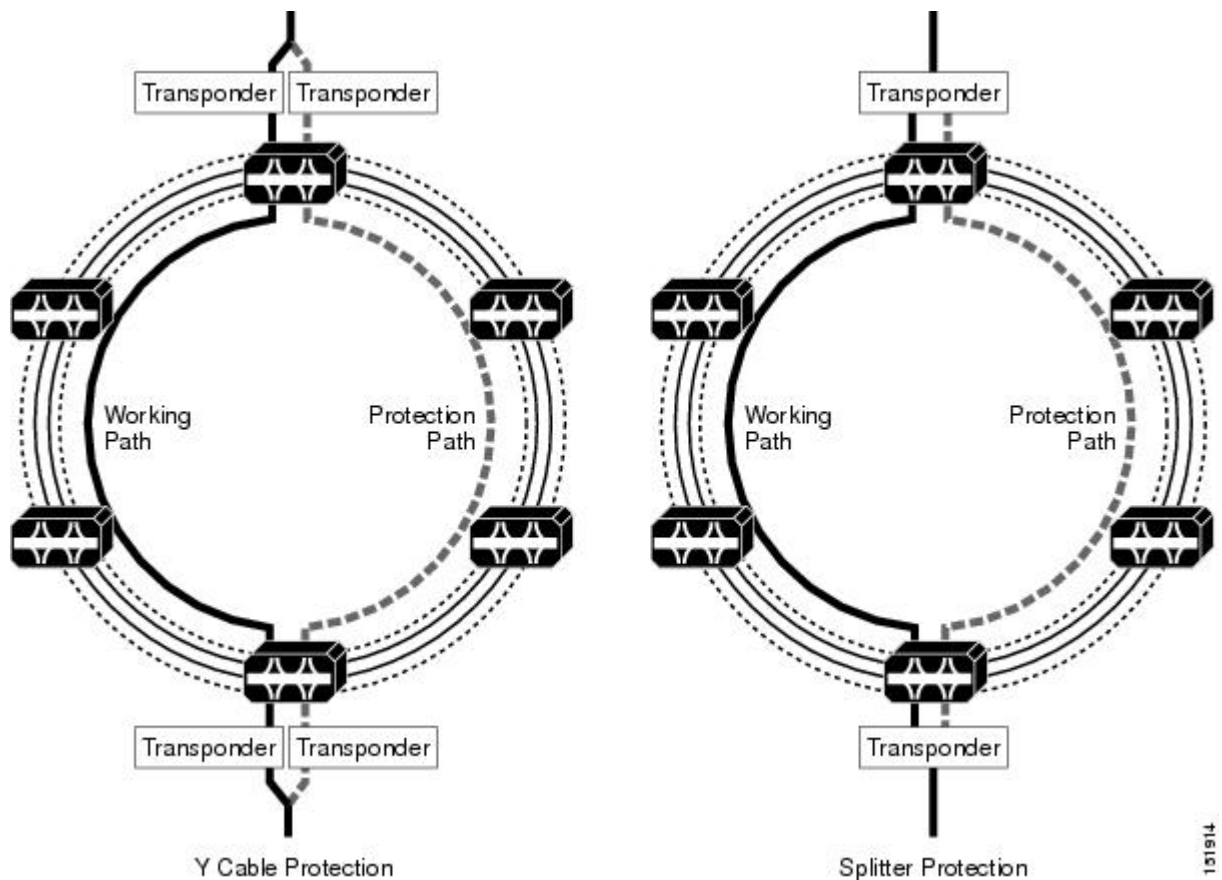 Transponder Transponder
Transponder
Working
Path
Protection
Path
Working
Path
Protection
Path
Transponder Transponder
Transponder
Y Cable Protection
Splitter Protection
151914